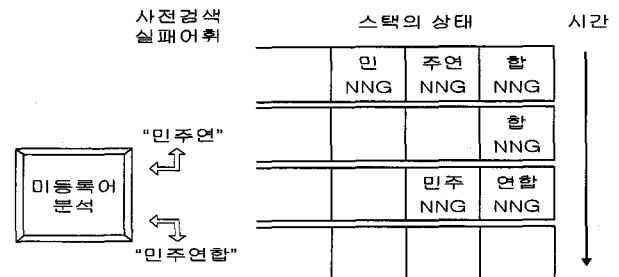 사전검색
실패어휘
스택의 상태
시간
민 주연 합
NNG NNG NNG
합
NNG
"민주연"
미등록어
분석
민주 연합
NNG NNG
"민주연합"